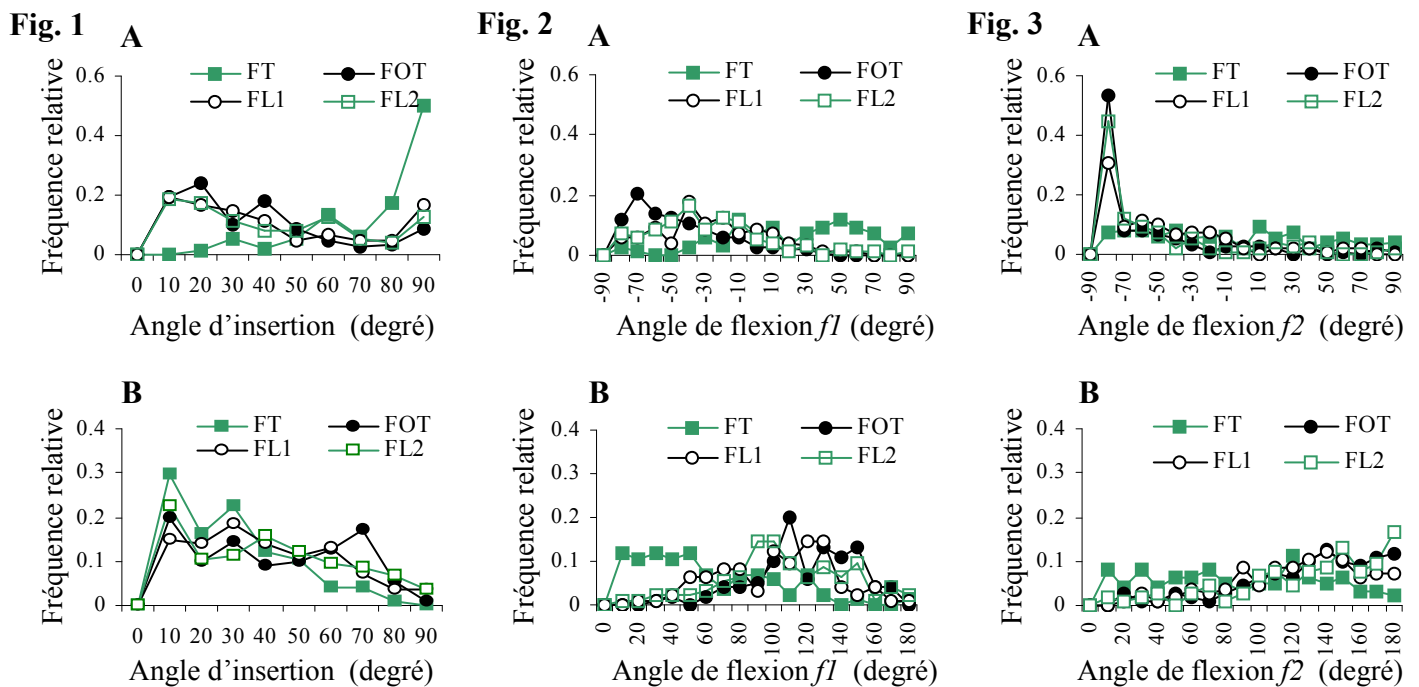 Fig. 1
A
Fréquence relative
0.6
0.4
0.2
0
FT
FOT
FL1
FL2
0 10 20 30 40 50 60 70 80 90
Angle d’insertion (degré)
B
Fréquence relative
0.4
0.3
0.2
0.1
0
FT
FOT
FL1
FL2
0 10 20 30 40 50 60 70 80 90
Angle d’insertion (degré)
Fig. 2
A
Fréquence relative
0.6
0.4
0.2
0
FT
FOT
FL1
FL2
-90 -70 -50 -30 -10 10 30 50 70 90
Angle de flexion f1 (degré)
B
Fréquence relative
0.4
0.3
0.2
0.1
0
FT
FOT
FL1
FL2
0 20 40 60 80 100 120 140 160 180
Angle de flexion f1 (degré)
Fig. 3
A
Fréquence relative
0.6
0.4
0.2
0
FT
FOT
FL1
FL2
-90 -70 -50 -30 -10 10 30 50 70 90
Angle de flexion f2 (degré)
B
Fréquence relative
0.4
0.3
0.2
0.1
0
FT
FOT
FL1
FL2
0 20 40 60 80 100 120 140 160 180
Angle de flexion f2 (degré)